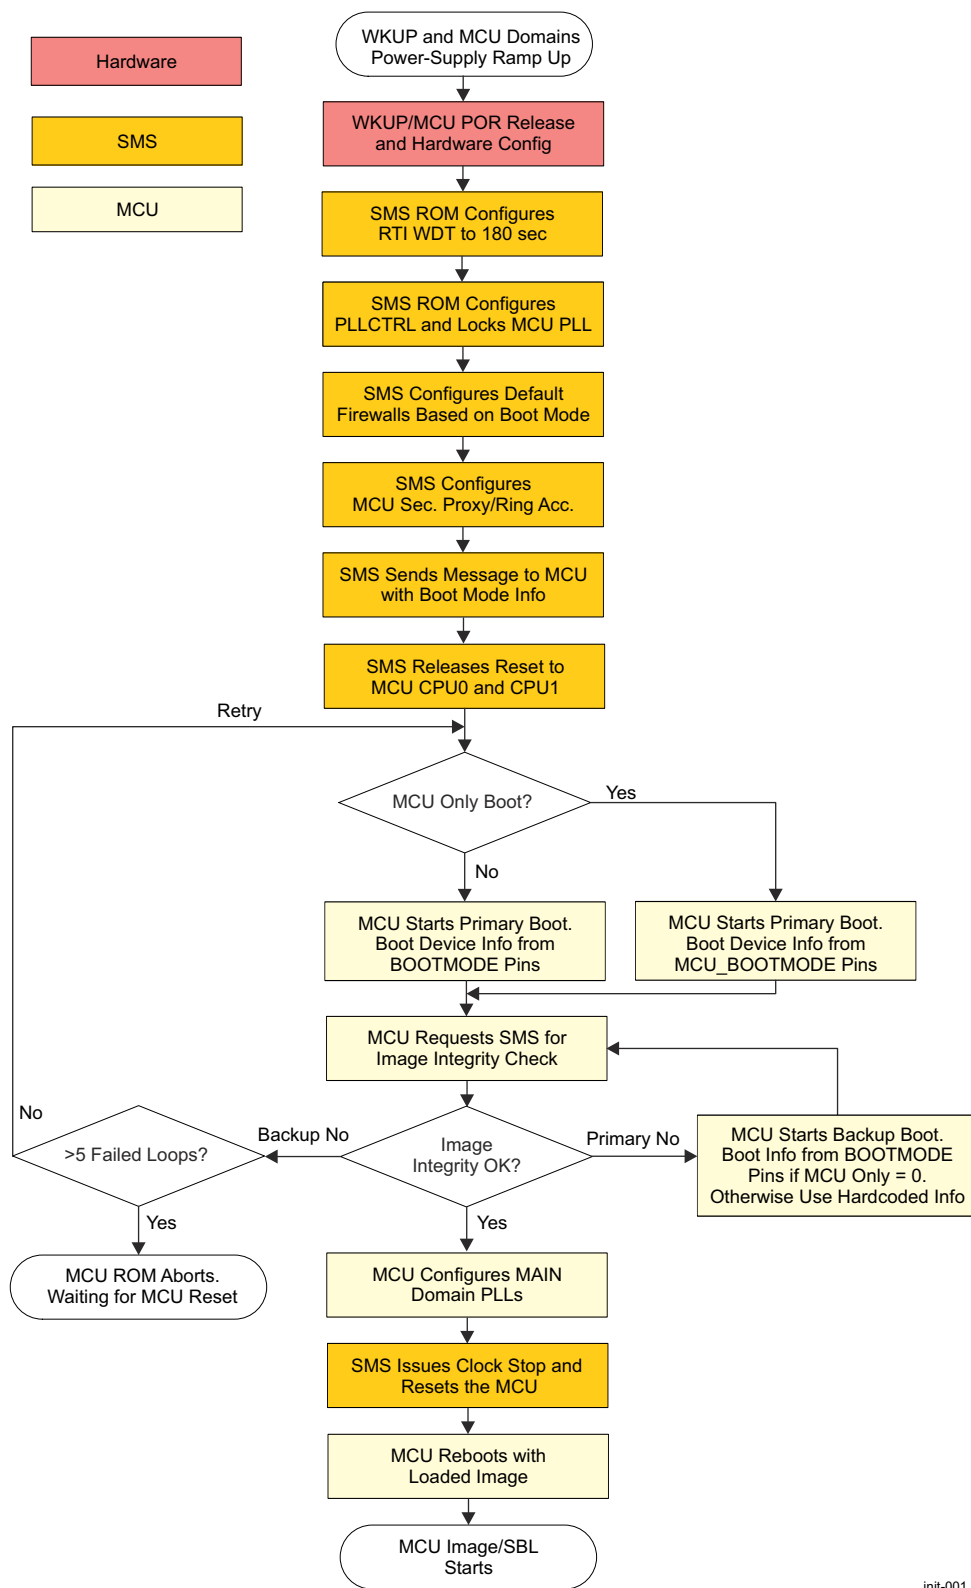 WKUP and MCU Domains
Power-Supply Ramp Up
Hardware
SMS
MCU
WKUP/MCU POR Release
and Hardware Config
SMS ROM Configures
RTI WDT to 180 sec
SMS ROM Configures
PLLCTRL and Locks MCU PLL
SMS Configures Default
Firewalls Based on Boot Mode
SMS Configures
MCU Sec. Proxy/Ring Acc.
SMS Sends Message to MCU
with Boot Mode Info
SMS Releases Reset to
MCU CPU0 and CPU1
Retry
MCU Only Boot?
Yes
No
MCU Starts Primary Boot.
Boot Device Info from
BOOTMODE Pins
MCU Starts Primary Boot.
Boot Device Info from
MCU_BOOTMODE Pins
MCU Requests SMS for
Image Integrity Check
No
>5 Failed Loops?
Backup No
Image
Integrity OK?
Primary No
MCU Starts Backup Boot.
Boot Info from BOOTMODE
Pins if MCU Only = 0.
Otherwise Use Hardcoded Info
Yes
Yes
MCU ROM Aborts.
Waiting for MCU Reset
MCU Configures MAIN
Domain PLLs
SMS Issues Clock Stop and
Resets the MCU
MCU Reboots with
Loaded Image
MCU Image/SBL
Starts
init-001